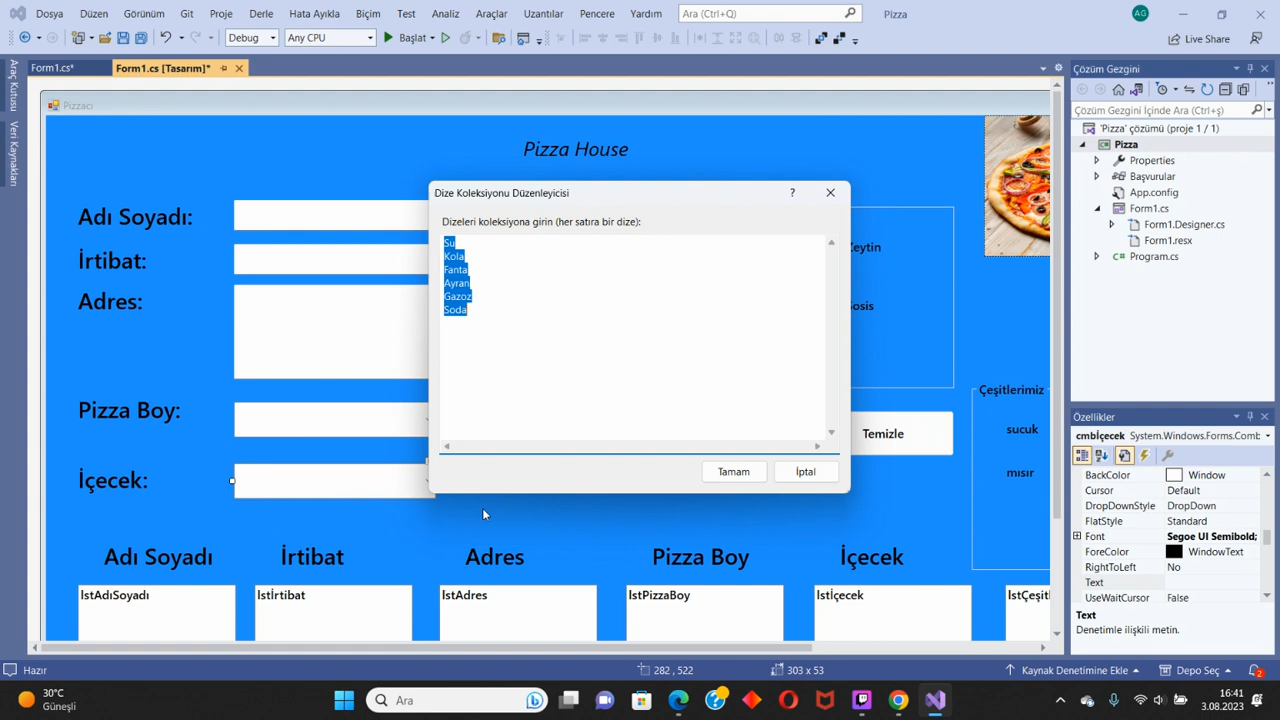 Dosya Düzen Görünüm Git Proje Derle Hata Ayıkla Biçim Test Analiz Araçlar Uzantılar Pencere Yardım Ara (Ctrl+Q) Pizza AG
Debug Any CPU Başlat Live Share
Form1.cs* Form1.cs [Tasarım]*
Araç Kutusu
Veri Kaynakları
Pizzacı
Pizza House
Adı Soyadı:
İrtibat:
Adres:
Pizza Boy:
İçecek:
Zeytin
Sosis
Temizle
Çeşitlerimiz
sucuk
mısır
Adı Soyadı İrtibat Adres Pizza Boy İçecek
lstAdıSoyadı lstİrtibat lstAdres lstPizzaBoy lstİçecek lstÇeşitl
Dize Koleksiyonu Düzenleyicisi ?
Dizeleri koleksiyona girin (her satıra bir dize):
Su
Kola
Fanta
Ayran
Gazoz
Soda
Tamam İptal
Çözüm Gezgini
Çözüm Gezgini İçinde Ara (Ctrl+ş)
'Pizza' çözümü (proje 1 / 1)
Pizza
Properties
Başvurular
App.config
Form1.cs
Form1.Designer.cs
Form1.resx
Program.cs
Özellikler
cmbİçecek System.Windows.Forms.Comb
BackColor Window
Cursor Default
DropDownStyle DropDown
FlatStyle Standard
Font Segoe UI Semibold;
ForeColor WindowText
RightToLeft No
Text
UseWaitCursor False
Text
Denetimle ilişkili metin.
Hazır 282 , 522 303 x 53 Kaynak Denetimine Ekle Depo Seç 2
30°C
Güneşli
Ara
16:41
3.08.2023